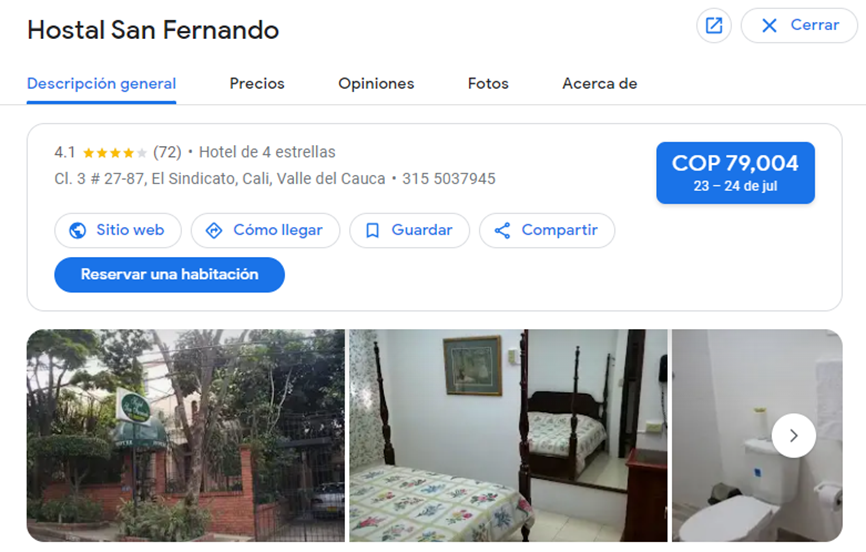 Hostal San Fernando
Cerrar
Descripción general
Precios
Opiniones
Fotos
Acerca de
4.1 (72) • Hotel de 4 estrellas
COP 79,004
23 – 24 de jul
Cl. 3 # 27-87, El Sindicato, Cali, Valle del Cauca • 315 5037945
Sitio web
Cómo llegar
Guardar
Compartir
Reservar una habitación